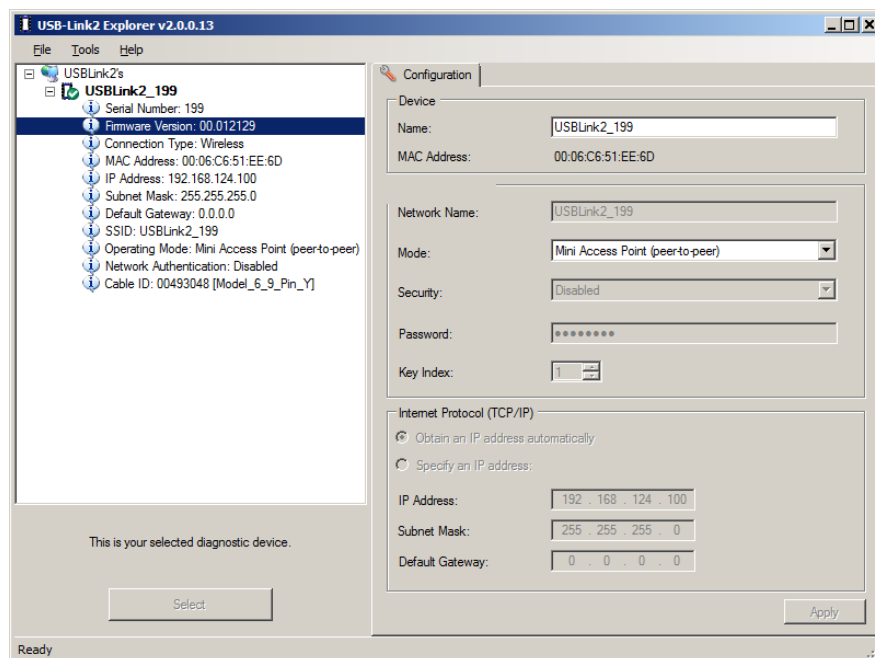 USB-Link2 Explorer v2.0.0.13
File Tools Help
USBLink2's
USBLink2_199
Serial Number: 199
Firmware Version: 00.012129
Connection Type: Wireless
MAC Address: 00:06:C6:51:EE:6D
IP Address: 192.168.124.100
Subnet Mask: 255.255.255.0
Default Gateway: 0.0.0.0
SSID: USBLink2_199
Operating Mode: Mini Access Point (peer-to-peer)
Network Authentication: Disabled
Cable ID: 00493048 [Model_6_9_Pin_Y]
This is your selected diagnostic device.
Select
Configuration
Device
Name: USBLink2_199
MAC Address: 00:06:C6:51:EE:6D
Network Name: USBLink2_199
Mode: Mini Access Point (peer-to-peer)
Security: Disabled
Password: ●●●●●●●●
Key Index: 1
Internet Protocol (TCP/IP)
Obtain an IP address automatically
Specify an IP address:
IP Address: 192 . 168 . 124 . 100
Subnet Mask: 255 . 255 . 255 . 0
Default Gateway: 0 . 0 . 0 . 0
Apply
Ready